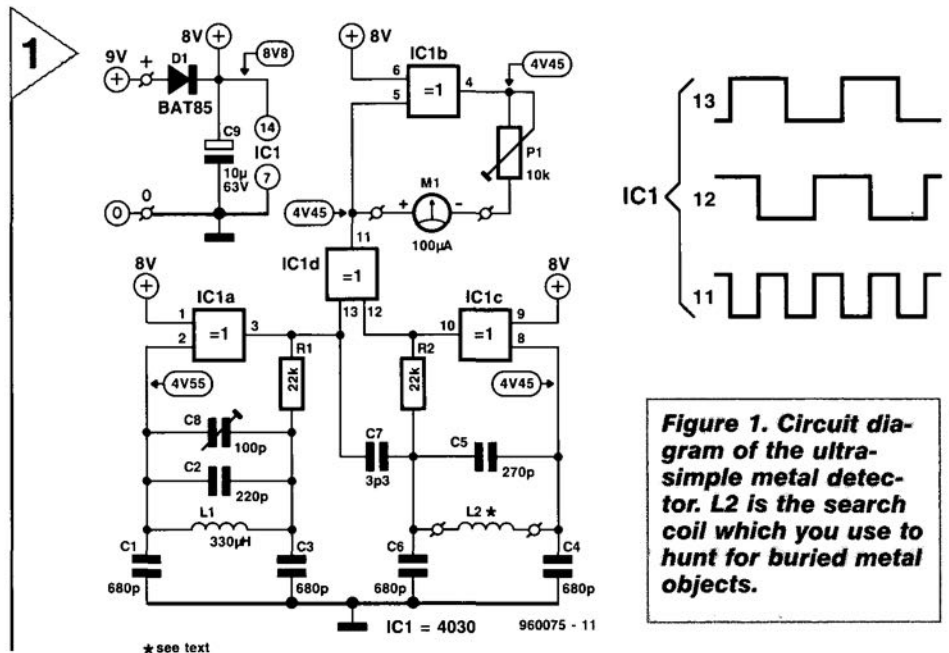 1
9V
+
D1
BAT85
8V
8V8
C9
10µ
63V
14
IC1
7
0
0
8V
IC1b
6
5
=1
4
4V45
P1
10k
M1
+
-
100µA
4V45
11
IC1d
=1
13
12
8V
IC1a
1
2
=1
3
R1
22k
4V55
C8
100p
C2
220p
L1
330µH
C1
680p
C3
680p
C7
3p3
8V
IC1c
10
=1
9
8
R2
22k
4V45
C5
270p
L2 *
C6
680p
C4
680p
IC1 = 4030
960075 - 11
* see text
IC1
13
12
11
Figure 1. Circuit dia-
gram of the ultra-
simple metal detec-
tor. L2 is the search
coil which you use to
hunt for buried metal
objects.